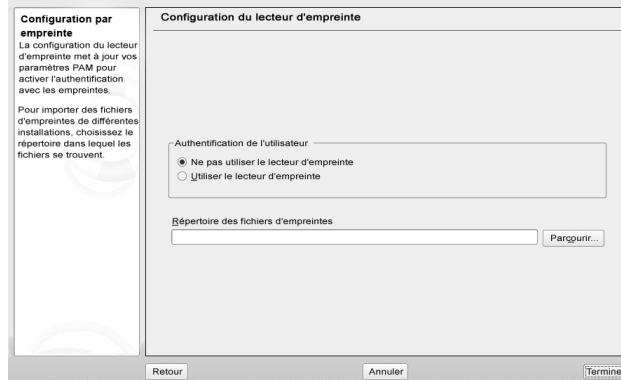 Configuration par
empreinte
La configuration du lecteur
d'empreinte met à jour vos
paramètres PAM pour
activer l'authentification
avec les empreintes.
Pour importer des fichiers
d'empreintes de différentes
installations, choisissez le
répertoire dans lequel les
fichiers se trouvent.
Configuration du lecteur d'empreinte
Authentification de l'utilisateur
Ne pas utiliser le lecteur d'empreinte
Utiliser le lecteur d'empreinte
Répertoire des fichiers d'empreintes
Parcourir...
Retour
Annuler
Termine